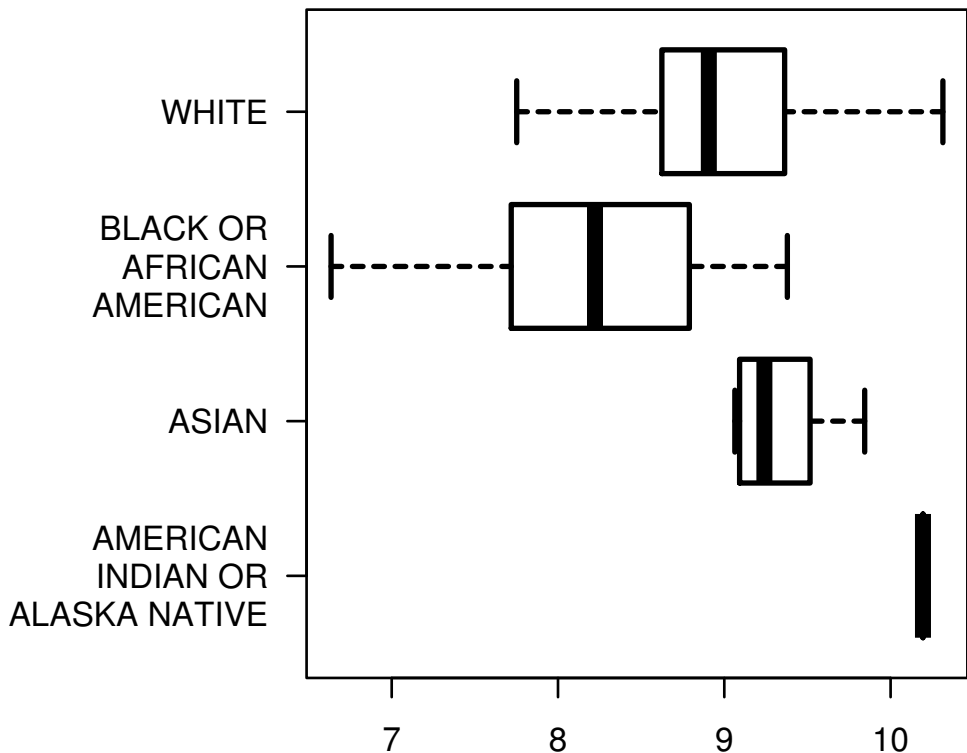 WHITE
BLACK OR
AFRICAN
AMERICAN
ASIAN
AMERICAN
INDIAN OR
ALASKA NATIVE
7 8 9 10